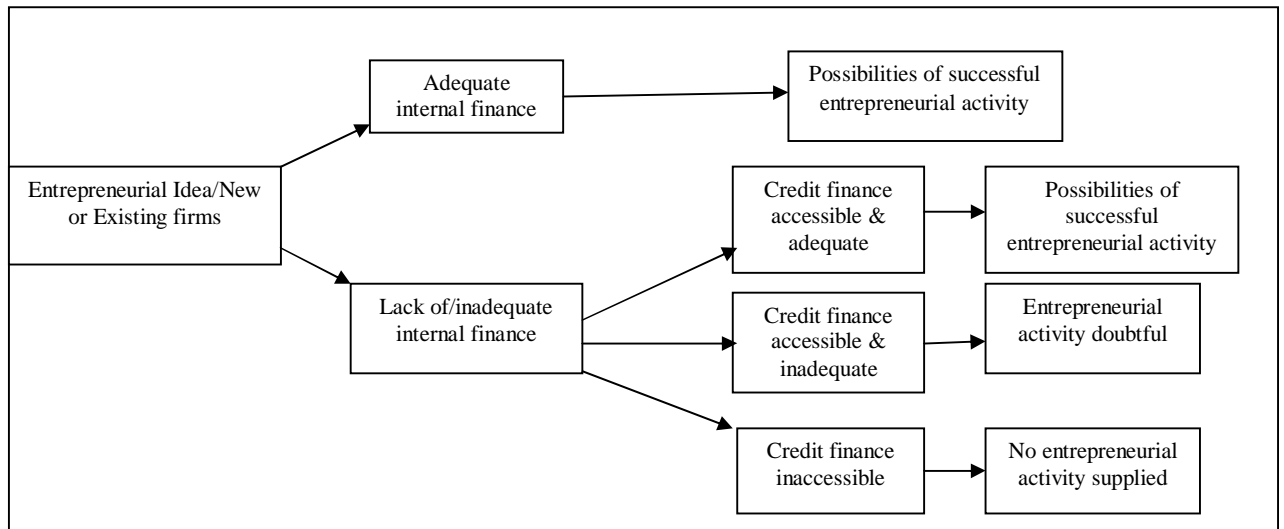 Adequate
internal finance
Possibilities of successful
entrepreneurial activity
Entrepreneurial Idea/New
or Existing firms
Credit finance
accessible &
adequate
Possibilities of
successful
entrepreneurial activity
Lack of/inadequate
internal finance
Credit finance
accessible &
inadequate
Entrepreneurial
activity doubtful
Credit finance
inaccessible
No entrepreneurial
activity supplied